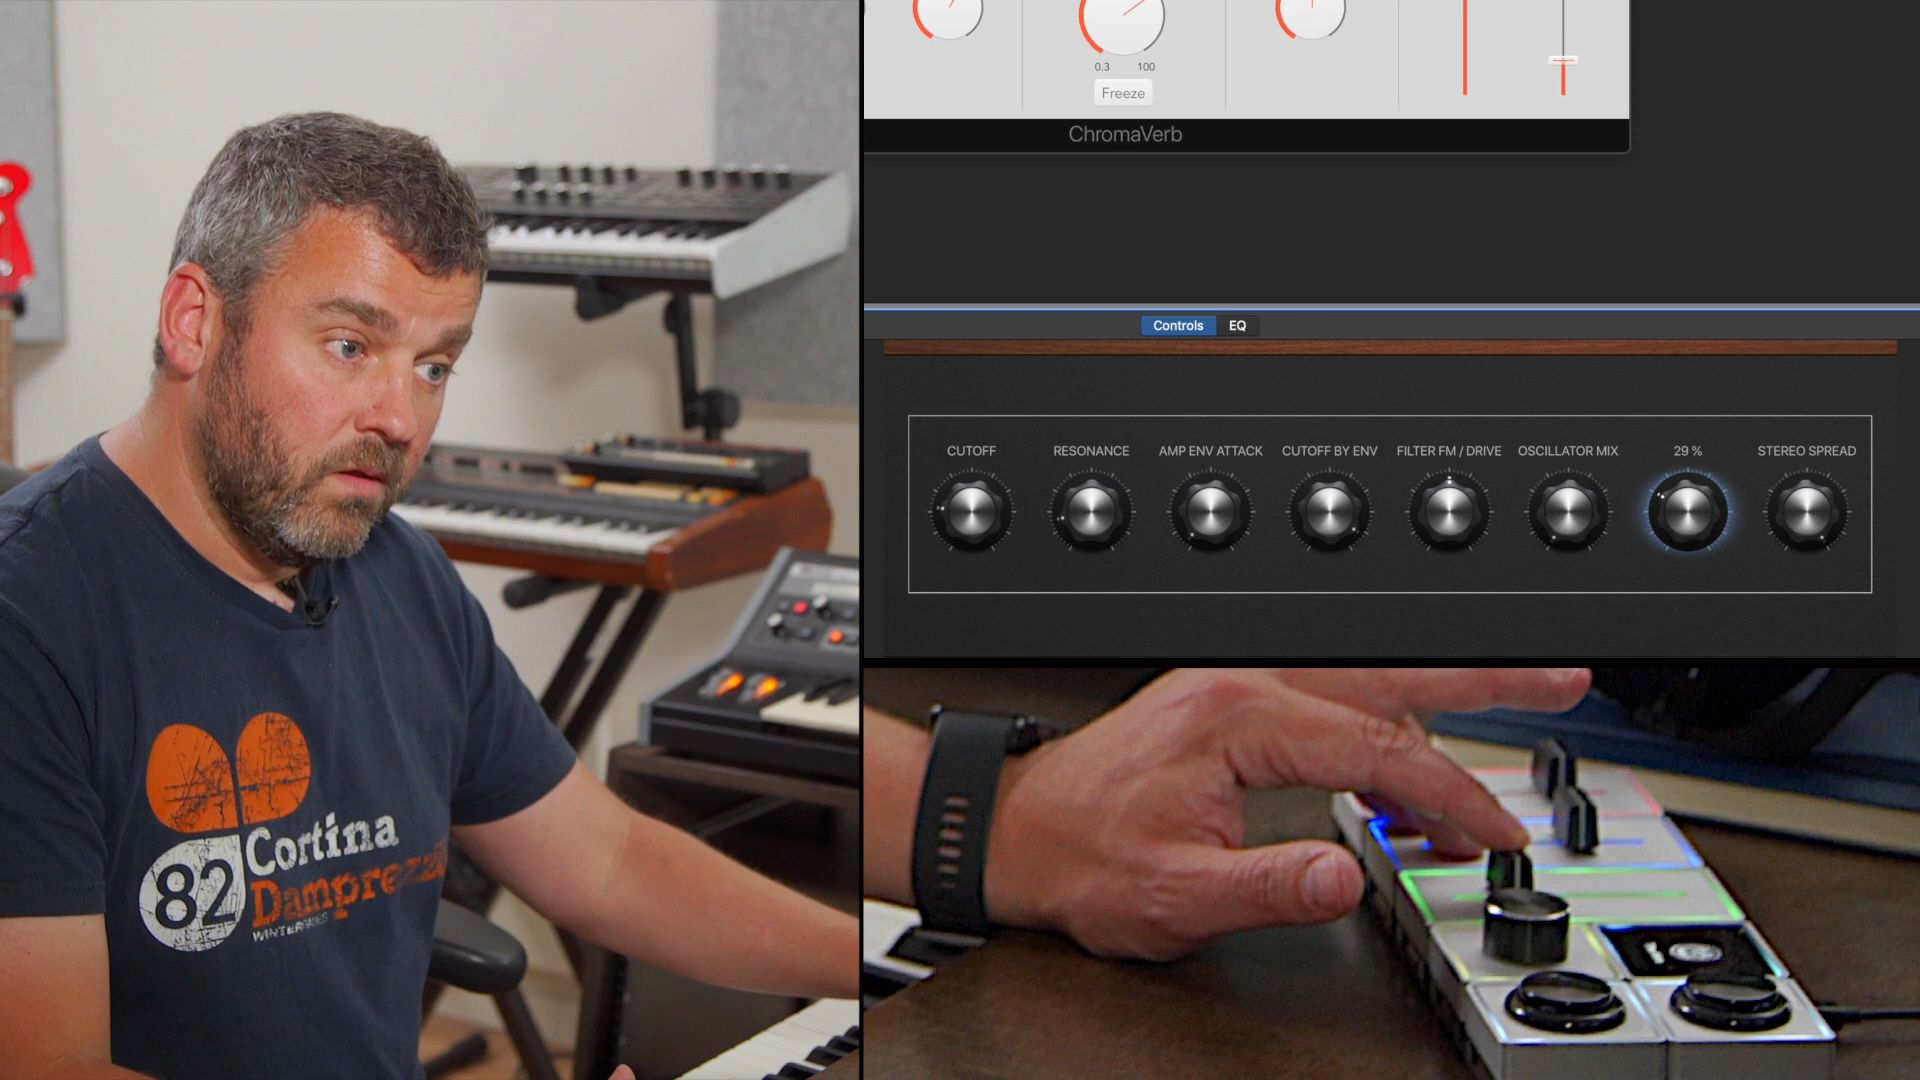 0.3 100
Freeze
ChromaVerb
Controls EQ
CUTOFF RESONANCE AMP ENV ATTACK CUTOFF BY ENV FILTER FM / DRIVE OSCILLATOR MIX 29 % STEREO SPREAD
82
Cortina